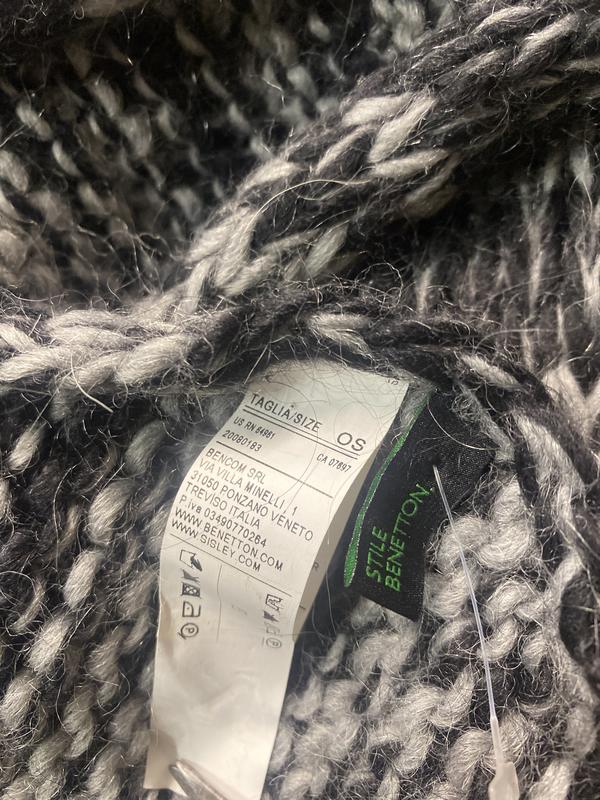 TAGLIA/SIZE OS
US RN 54961 CA 07897
20080183
BENCOM SRL
VIA VILLA MINELLI, 1
31050 PONZANO VENETO
TREVISO ITALIA
P.iva 03490770264
WWW.BENETTON.COM
WWW.SISLEY.COM
STILE
BENETTON.